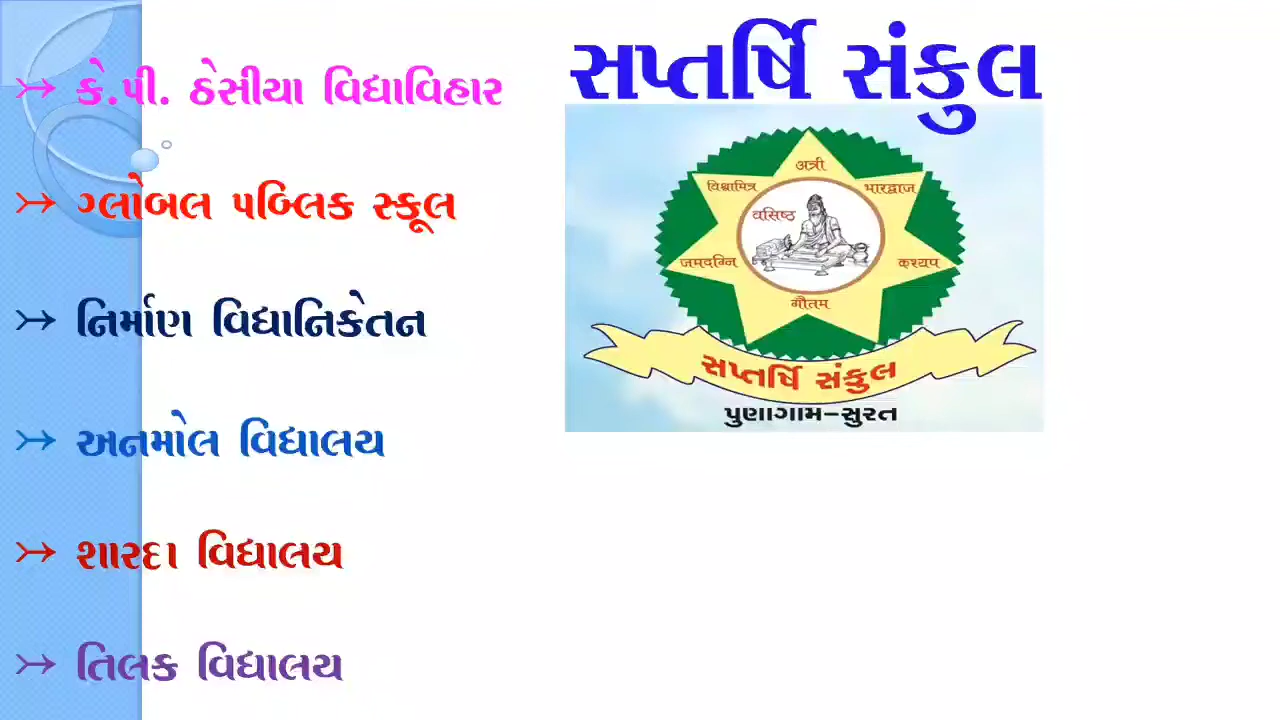 સપ્તર્ષિ સંકુલ
કે.પી. ઠેસીયા વિદ્યાવિહાર
ગ્લોબલ પબ્લિક સ્કૂલ
નિર્માણ વિદ્યાનિકેતન
અનમોલ વિદ્યાલય
શારદા વિદ્યાલય
તિલક વિદ્યાલય
अत्री
विश्वामित्र
भारद्वाज
वसिष्ठ
जमदग्नि
कश्यप
गौतम
સપ્તર્ષિ સંકુલ
પુણાગામ-સુરત